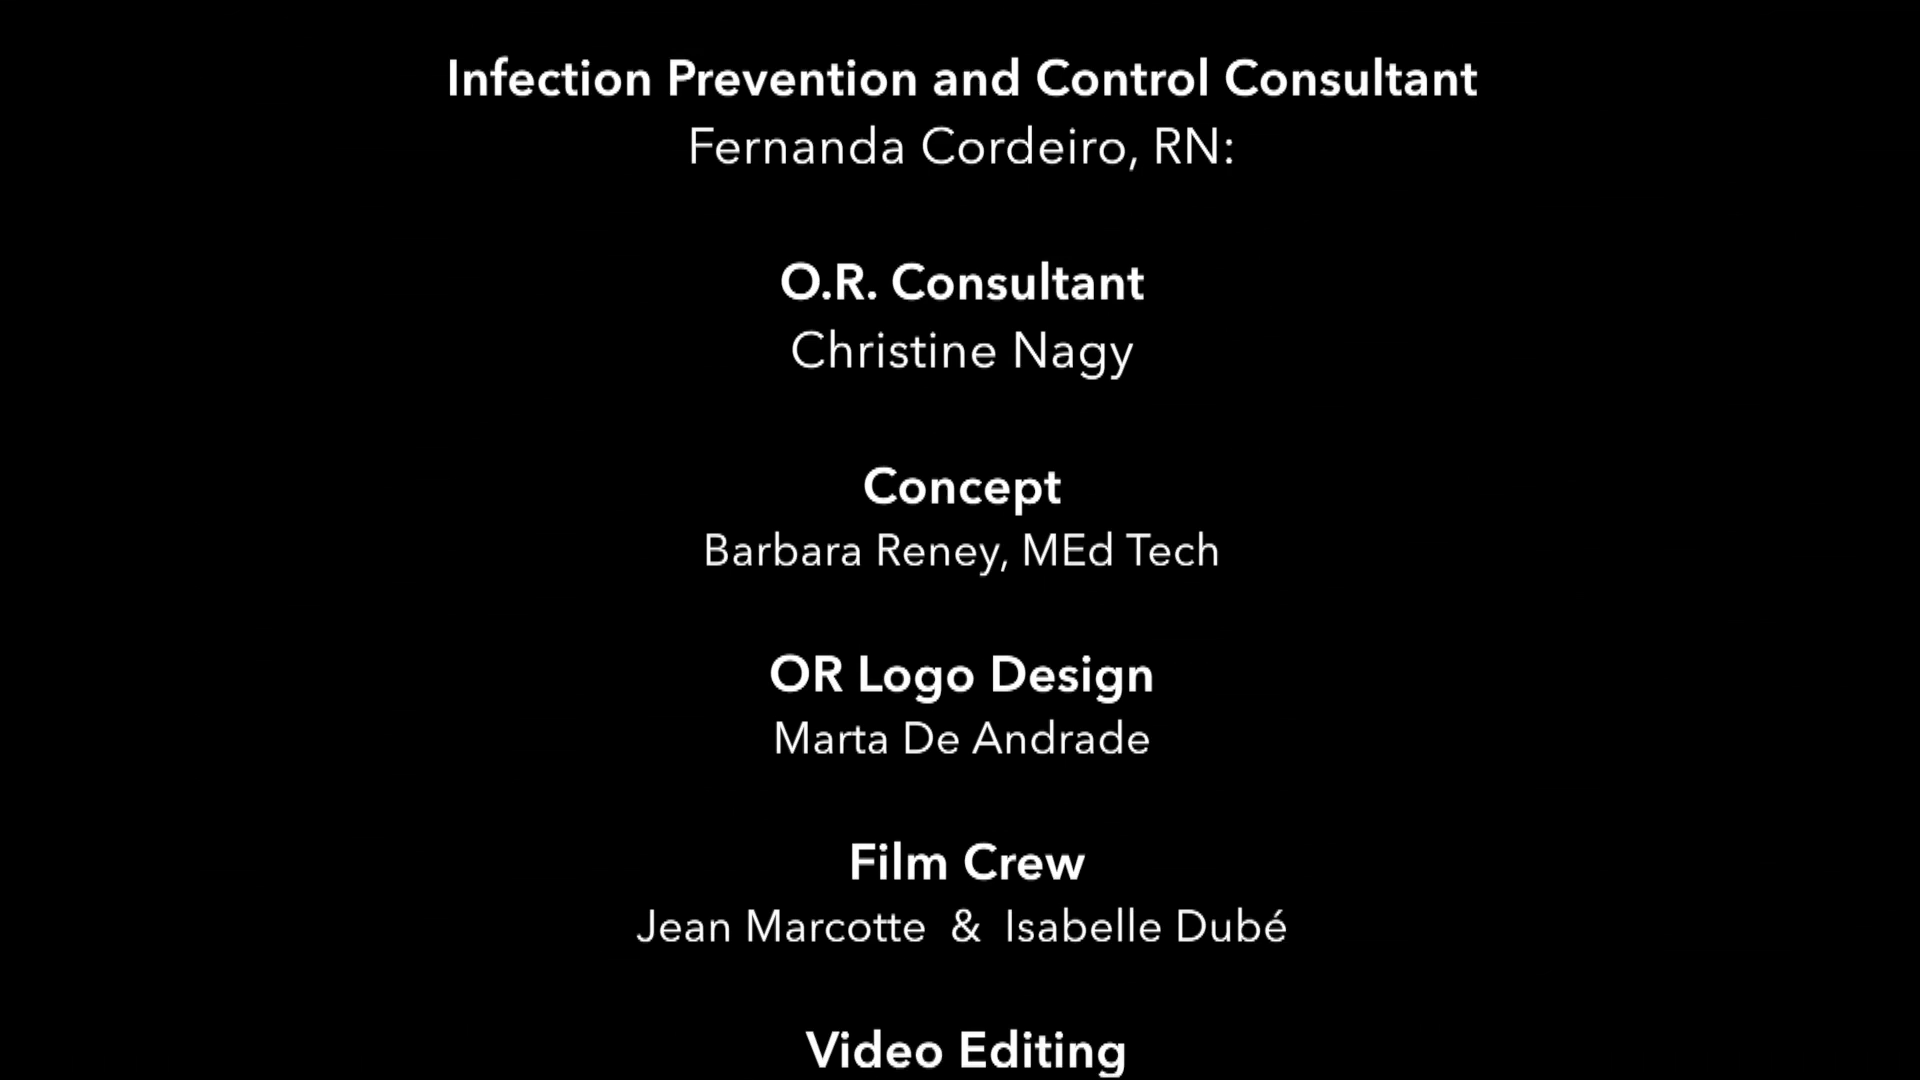 Infection Prevention and Control Consultant
Fernanda Cordeiro, RN:
O.R. Consultant
Christine Nagy
Concept
Barbara Reney, MEd Tech
OR Logo Design
Marta De Andrade
Film Crew
Jean Marcotte & Isabelle Dubé
Video Editing